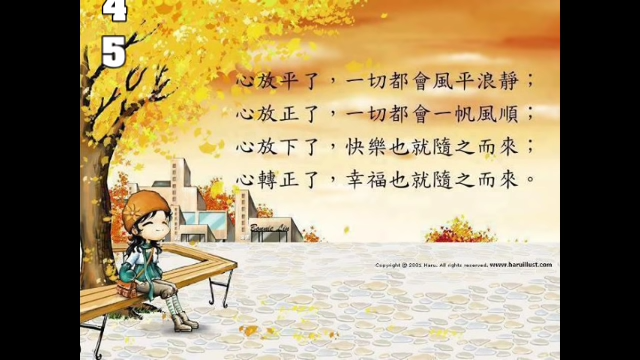 4
5
心放平了，一切都會風平浪靜；
心放正了，一切都會一帆風順；
心放下了，快樂也就隨之而來；
心轉正了，幸福也就隨之而來。
Bonnie Liu
Copyright @ 2005. Haru. All rights reserved. www.haruillust.com